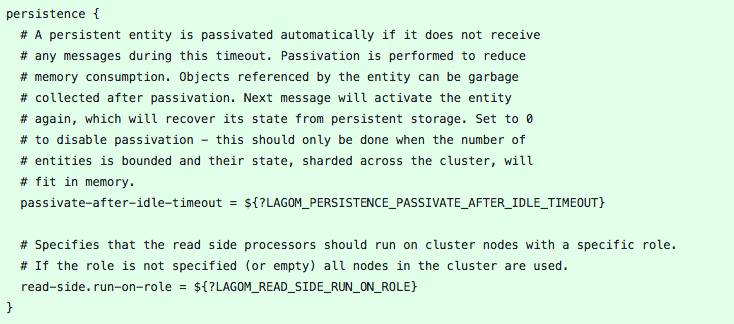 persistence {
# A persistent entity is passivated automatically if it does not receive
# any messages during this timeout. Passivation is performed to reduce
# memory consumption. Objects referenced by the entity can be garbage
# collected after passivation. Next message will activate the entity
# again, which will recover its state from persistent storage. Set to 0
# to disable passivation – this should only be done when the number of
# entities is bounded and their state, sharded across the cluster, will
# fit in memory.
passivate-after-idle-timeout = ${?LAGOM_PERSISTENCE_PASSIVATE_AFTER_IDLE_TIMEOUT}
# Specifies that the read side processors should run on cluster nodes with a specific role.
# If the role is not specified (or empty) all nodes in the cluster are used.
read-side.run-on-role = ${?LAGOM_READ_SIDE_RUN_ON_ROLE}
}